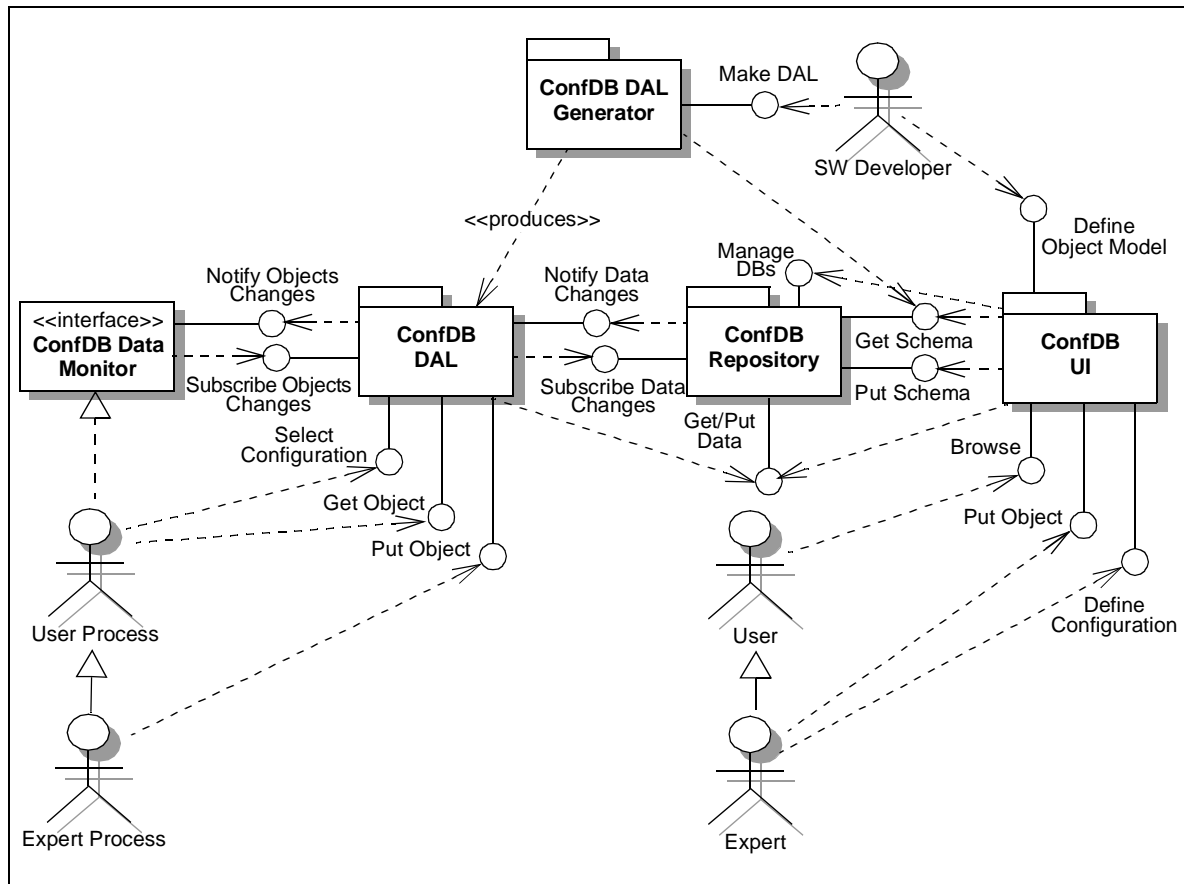 ConfDB DAL
Generator
Make DAL
SW Developer
<<produces>>
Define
Object Model
Manage
DBs
Notify Objects
Changes
Notify Data
Changes
<<interface>>
ConfDB Data
Monitor
ConfDB
DAL
ConfDB
Repository
Get Schema
ConfDB
UI
Subscribe Objects
Changes
Subscribe Data
Changes
Put Schema
Select
Configuration
Get/Put
Data
Browse
Get Object
Put Object
Put Object
Define
Configuration
User Process
User
Expert Process
Expert